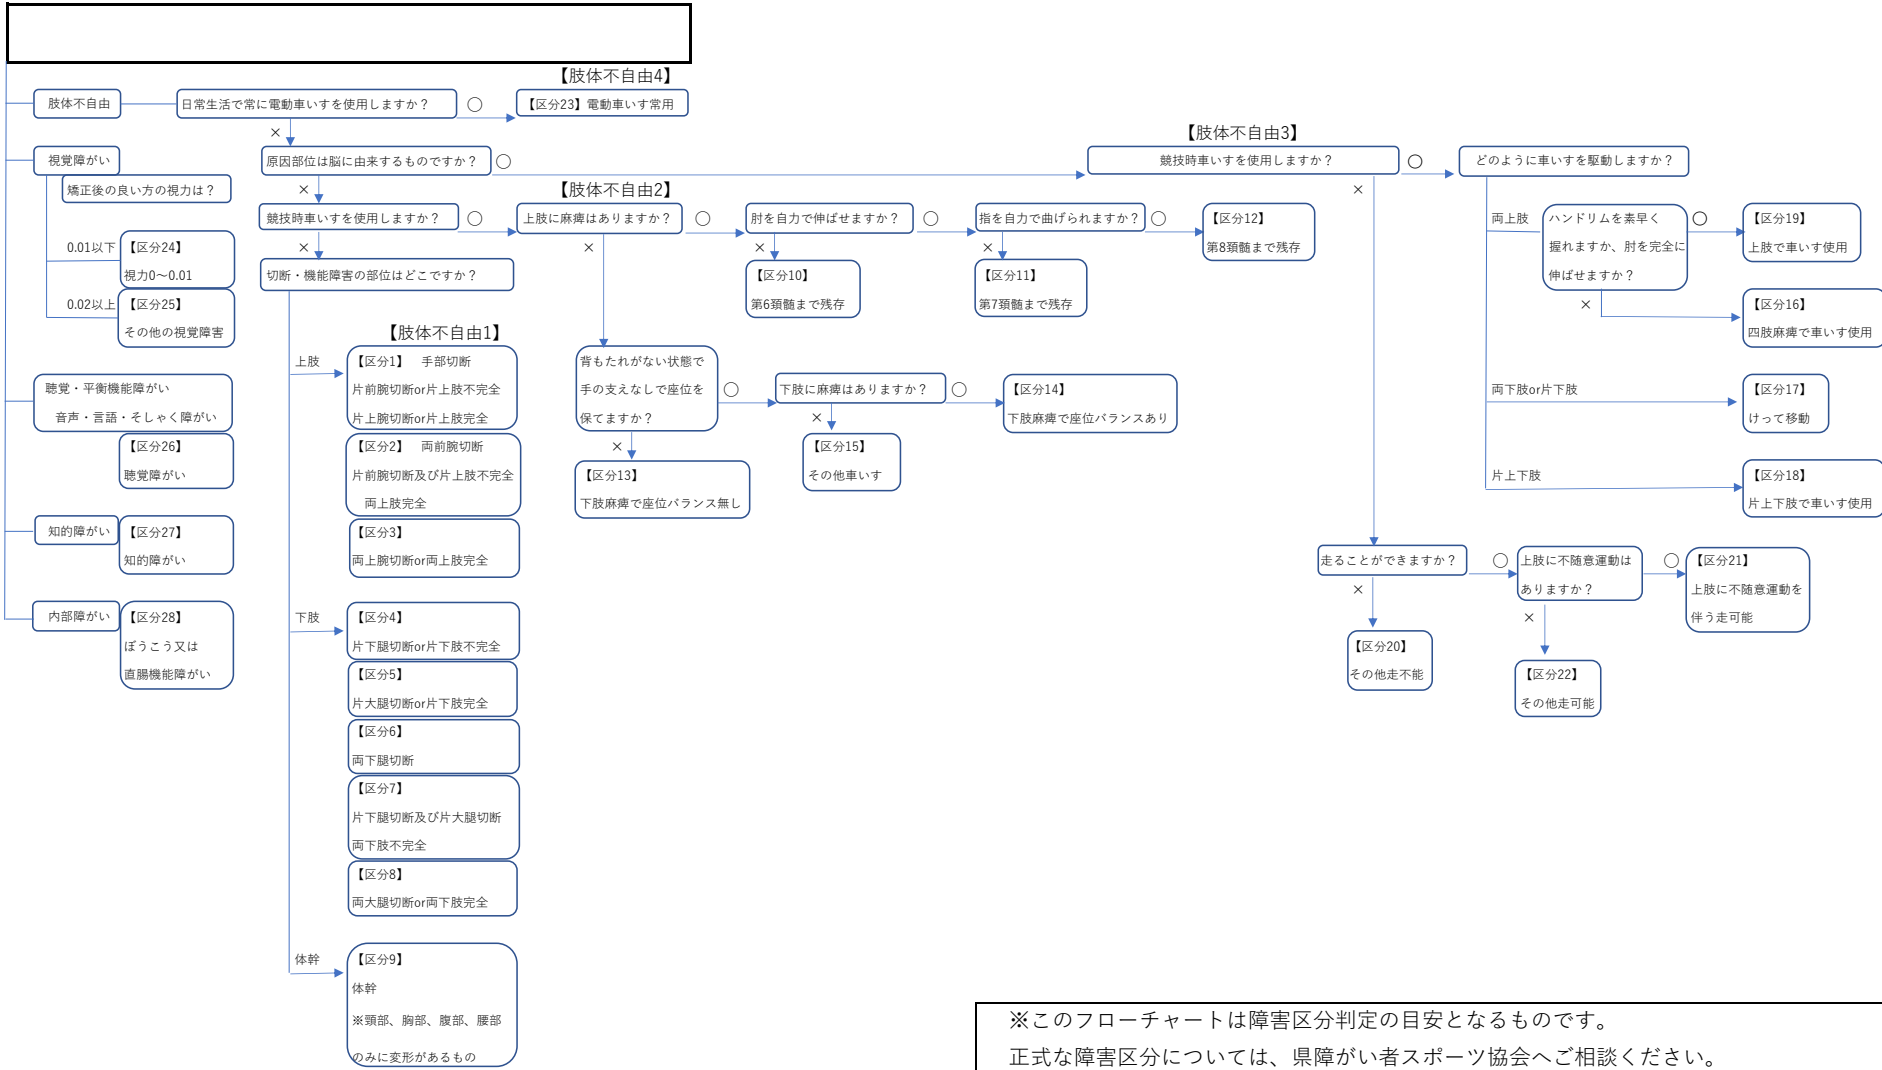 【肢体不自由4】
肢体不自由
日常生活で常に電動車いすを使用しますか？
○
【区分23】電動車いす常用
×
【肢体不自由3】
視覚障がい
原因部位は脳に由来するものですか？
○
競技時車いすを使用しますか？
○
どのように車いすを駆動しますか？
矯正後の良い方の視力は？
×
【肢体不自由2】
×
競技時車いすを使用しますか？
○
上肢に麻痺はありますか？
○
肘を自力で伸ばせますか？
○
指を自力で曲げられますか？
○
【区分12】
第8頚髄まで残存
両上肢
ハンドリムを素早く
握れますか、肘を完全に
伸ばせますか？
○
【区分19】
上肢で車いす使用
0.01以下
【区分24】
視力0～0.01
×
×
×
×
切断・機能障害の部位はどこですか？
【区分10】
第6頚髄まで残存
【区分11】
第7頚髄まで残存
×
【区分16】
四肢麻痺で車いす使用
0.02以上
【区分25】
その他の視覚障害
【肢体不自由1】
上肢
【区分1】　手部切断
片前腕切断or片上肢不完全
片上腕切断or片上肢完全
背もたれがない状態で
手の支えなしで座位を
保てますか？
○
下肢に麻痺はありますか？
○
【区分14】
下肢麻痺で座位バランスあり
両下肢or片下肢
【区分17】
けって移動
聴覚・平衡機能障がい
音声・言語・そしゃく障がい
×
×
【区分26】
聴覚障がい
【区分2】　両前腕切断
片前腕切断及び片上肢不完全
両上肢完全
【区分13】
下肢麻痺で座位バランス無し
【区分15】
その他車いす
片上下肢
【区分18】
片上下肢で車いす使用
知的障がい
【区分27】
知的障がい
【区分3】
両上腕切断or両上肢完全
走ることができますか？
○
上肢に不随意運動は
ありますか？
○
【区分21】
上肢に不随意運動を
伴う走可能
×
×
内部障がい
【区分28】
ぼうこう又は
直腸機能障がい
下肢
【区分4】
片下腿切断or片下肢不完全
【区分20】
その他走不能
【区分22】
その他走可能
【区分5】
片大腿切断or片下肢完全
【区分6】
両下腿切断
【区分7】
片下腿切断及び片大腿切断
両下肢不完全
【区分8】
両大腿切断or両下肢完全
体幹
【区分9】
体幹
※頸部、胸部、腹部、腰部
のみに変形があるもの
※このフローチャートは障害区分判定の目安となるものです。
正式な障害区分については、県障がい者スポーツ協会へご相談ください。